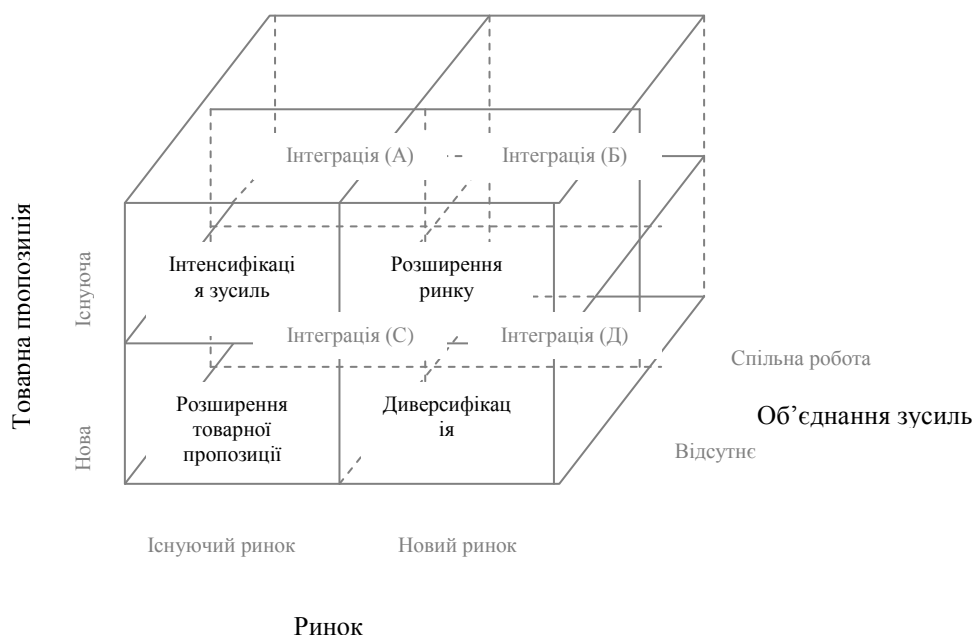 Товарна пропозиція
Існуюча
Нова
Інтеграція (А)
Інтеграція (Б)
Інтенсифікаці
я зусиль
Розширення
ринку
Інтеграція (С)
Інтеграція (Д)
Розширення
товарної
пропозиції
Диверсифікац
ія
Спільна робота
Об’єднання зусиль
Відсутнє
Існуючий ринок
Новий ринок
Ринок